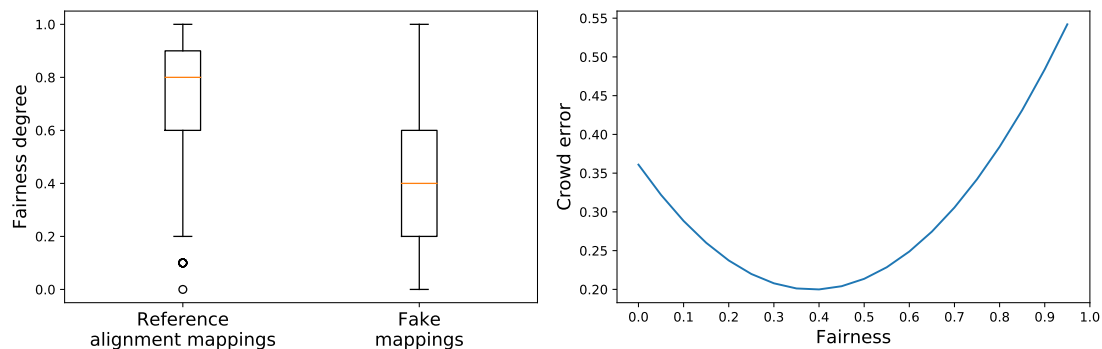 Fairness degree
1.0
0.8
0.6
0.4
0.2
0.0
Reference
alignment mappings
Fake
mappings
Crowd error
0.55
0.50
0.45
0.40
0.35
0.30
0.25
0.20
0.0 0.1 0.2 0.3 0.4 0.5 0.6 0.7 0.8 0.9 1.0
Fairness